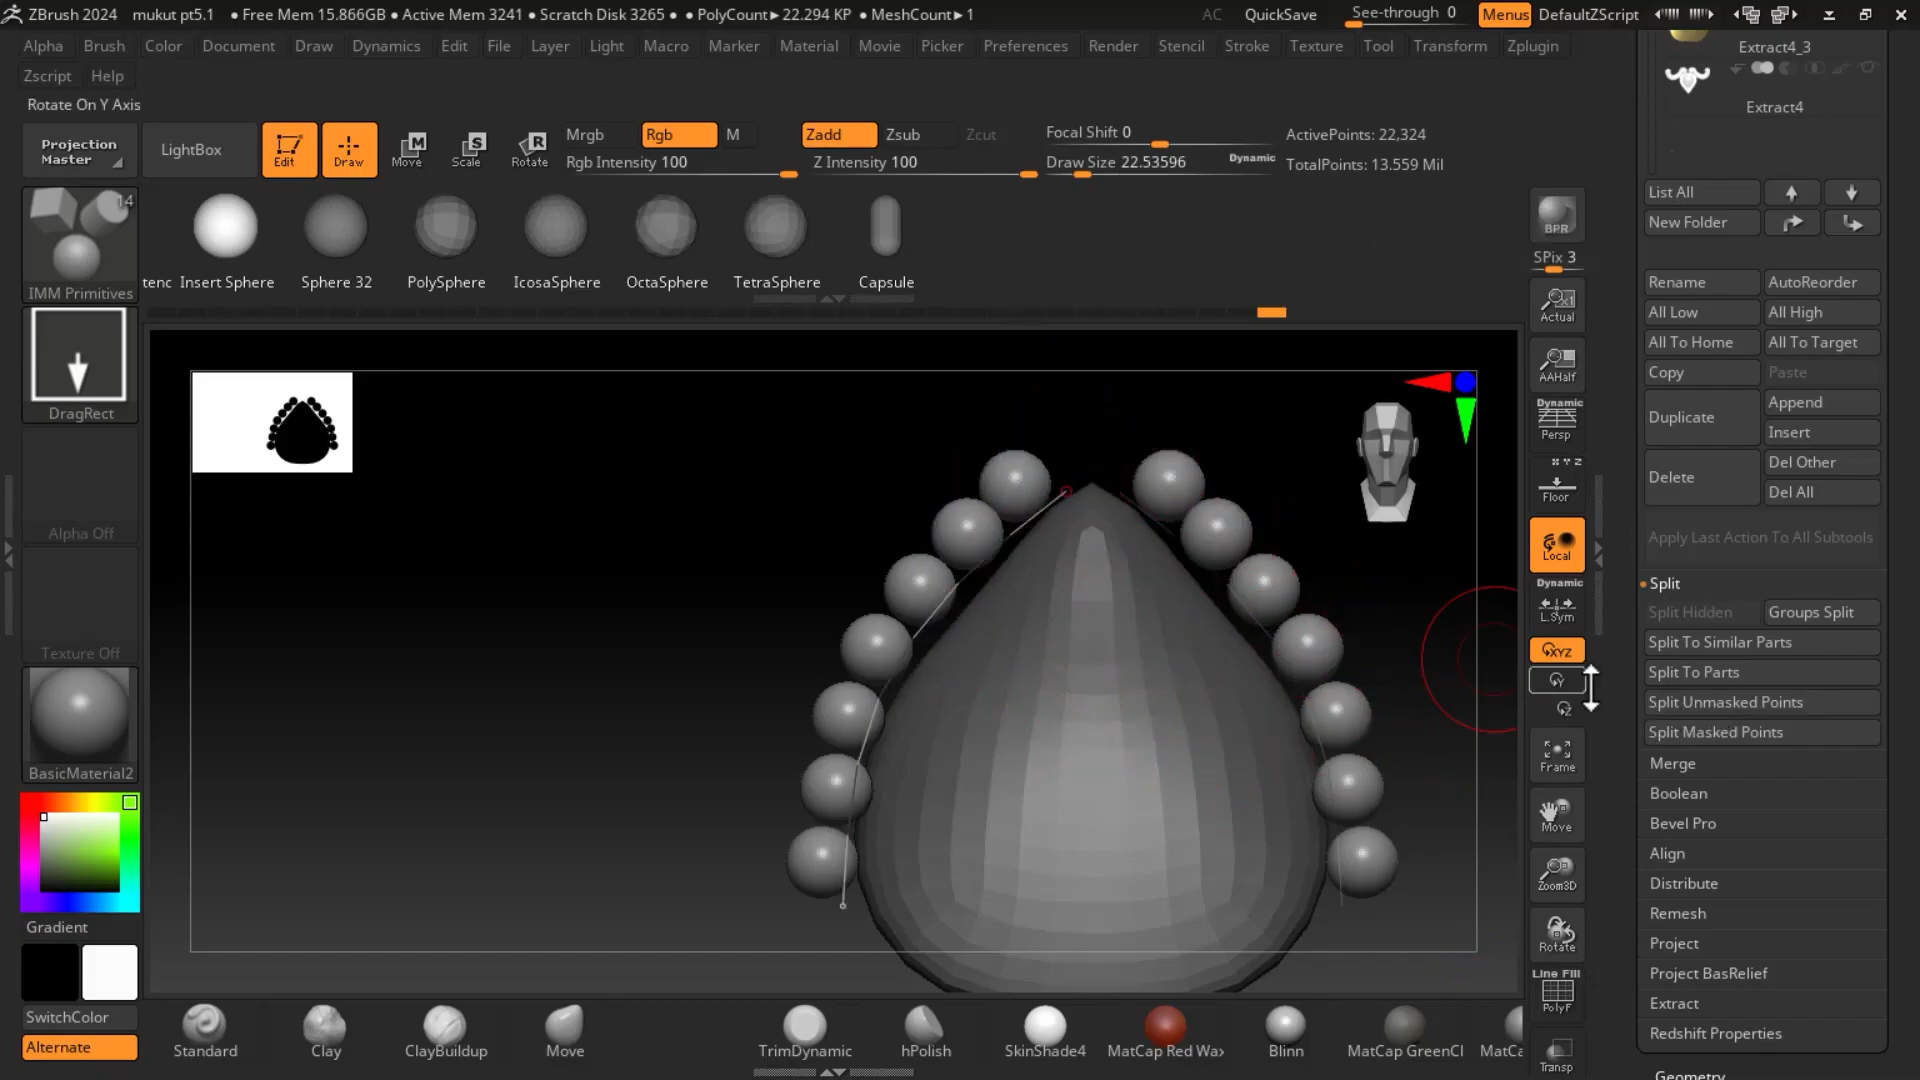 ZBrush 2024 mukut pt5.1 • Free Mem 15.866GB • Active Mem 3241 • Scratch Disk 3265 • • PolyCount▸ 22.294 KP • MeshCount▸ 1 AC QuickSave See-through 0 Menus DefaultZScript
Alpha Brush Color Document Draw Dynamics Edit File Layer Light Macro Marker Material Movie Picker Preferences Render Stencil Stroke Texture Tool Transform Zplugin
Zscript Help
Rotate On Y Axis
Projection Master
LightBox
Edit
Draw
Move
Scale
Rotate
Mrgb Rgb M
Rgb Intensity 100
Zadd Zsub Zcut
Z Intensity 100
Focal Shift 0
Draw Size 22.53596 Dynamic
ActivePoints: 22,324
TotalPoints: 13.559 Mil
14
IMM Primitives
tenc Insert Sphere Sphere 32 PolySphere IcosaSphere OctaSphere TetraSphere Capsule
DragRect
Alpha Off
Texture Off
BasicMaterial2
Gradient
SwitchColor
Alternate
BPR
SPix 3
Actual
AAHalf
Dynamic
Persp
X Y Z
Floor
Local
Dynamic
L.Sym
XYZ
Y
Z
Frame
Move
Zoom3D
Rotate
Line Fill
PolyF
Transp
Standard Clay ClayBuildup Move TrimDynamic hPolish SkinShade4 MatCap Red Wax Blinn MatCap GreenCl MatCa
Extract4_3
Extract4
List All
New Folder
Rename AutoReorder
All Low All High
All To Home All To Target
Copy Paste
Duplicate Append
Insert
Delete Del Other
Del All
Apply Last Action To All Subtools
Split
Split Hidden Groups Split
Split To Similar Parts
Split To Parts
Split Unmasked Points
Split Masked Points
Merge
Boolean
Bevel Pro
Align
Distribute
Remesh
Project
Project BasRelief
Extract
Redshift Properties
Geometry